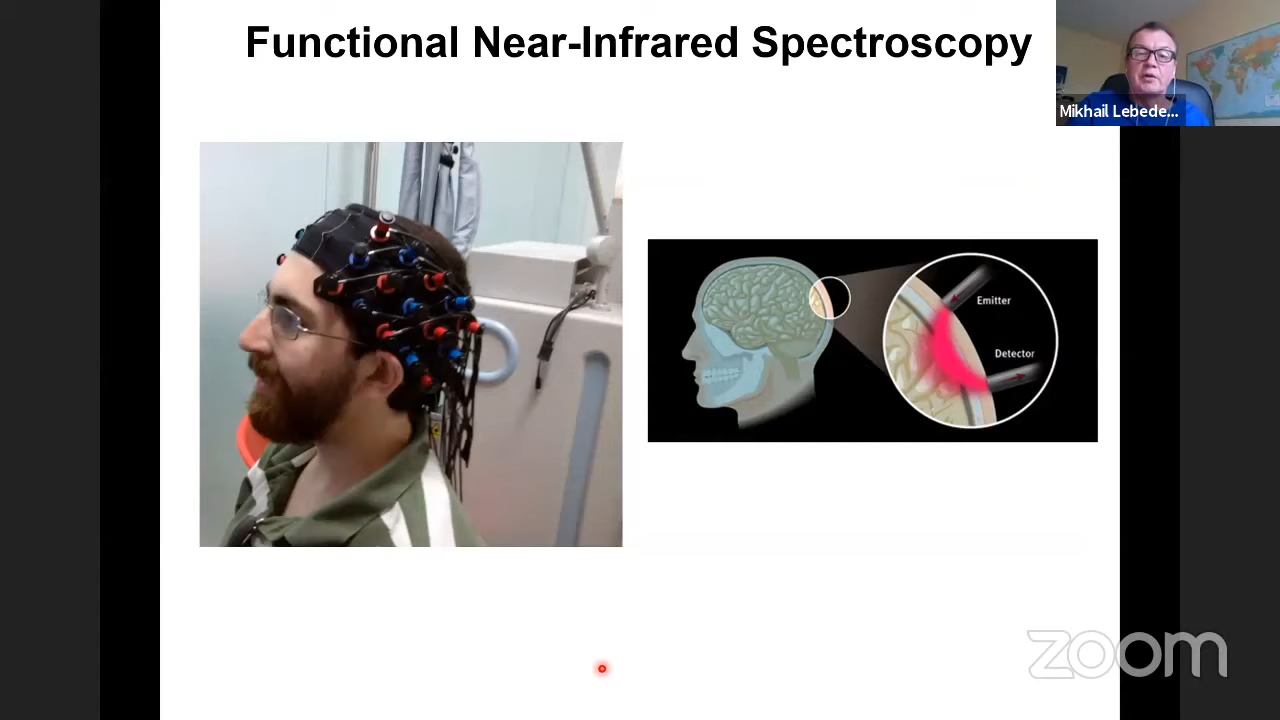 Functional Near-Infrared Spectroscopy
Mikhail Lebede...
Emitter
Detector
zoom